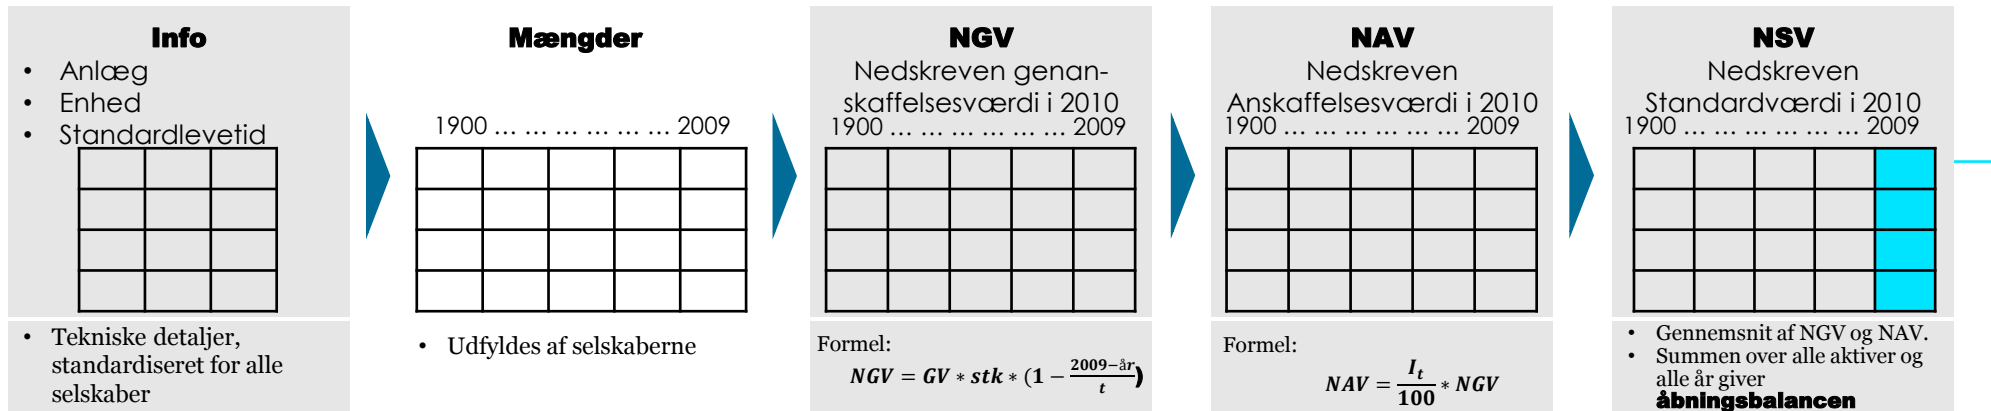 Info
• Anlæg
• Enhed
• Standardlevetid
• Tekniske detaljer,
standardiseret for alle
selskaber
Mængder
1900 … … … … … 2009
• Udfyldes af selskaberne
NGV
Nedskreven genan-
skaffelsesværdi i 2010
1900 … … … … … 2009
Formel:
NGV = GV * stk * (1 − \frac{2009−år}{t})
NAV
Nedskreven
Anskaffelsesværdi i 2010
1900 … … … … … 2009
Formel:
NAV = \frac{I_t}{100} * NGV
NSV
Nedskreven
Standardværdi i 2010
1900 … … … … … 2009
• Gennemsnit af NGV og NAV.
• Summen over alle aktiver og
alle år giver
åbningsbalancen